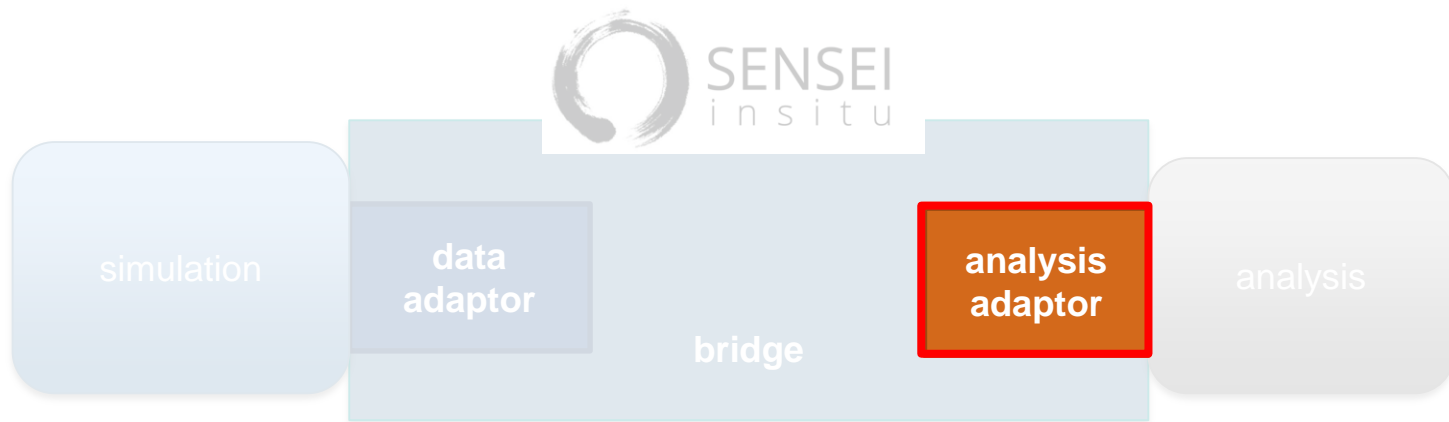 SENSEI
insitu
simulation
data
adaptor
bridge
analysis
adaptor
analysis